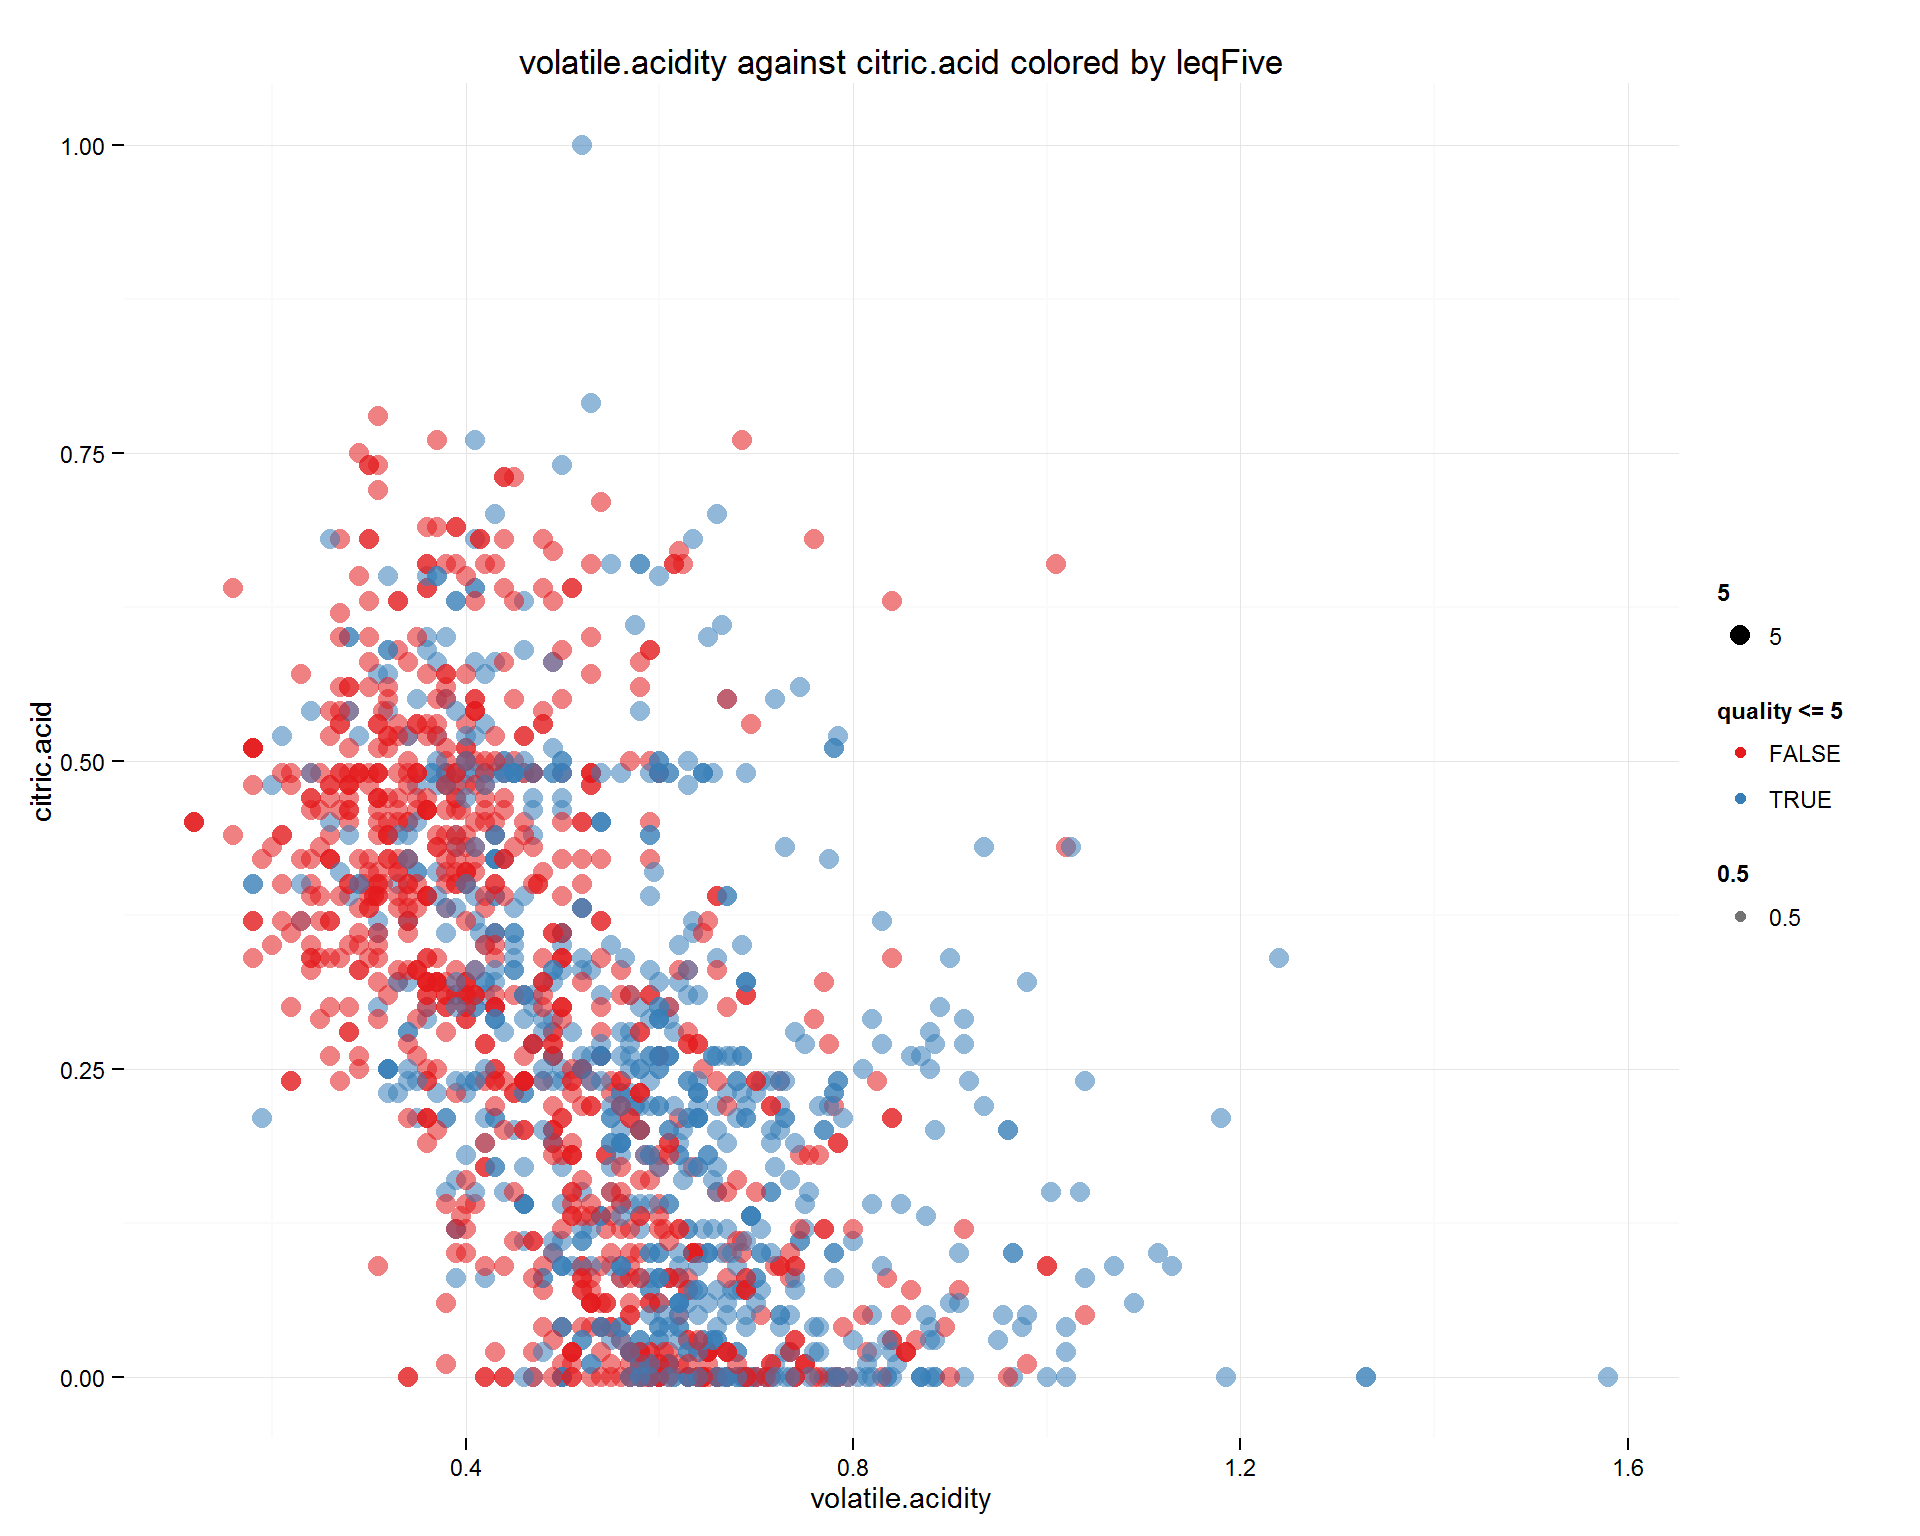 volatile.acidity against citric.acid colored by leqFive
1.00
0.75
0.50
0.25
0.00
citric.acid
0.4
0.8
1.2
1.6
volatile.acidity
5
5
quality <= 5
FALSE
TRUE
0.5
0.5